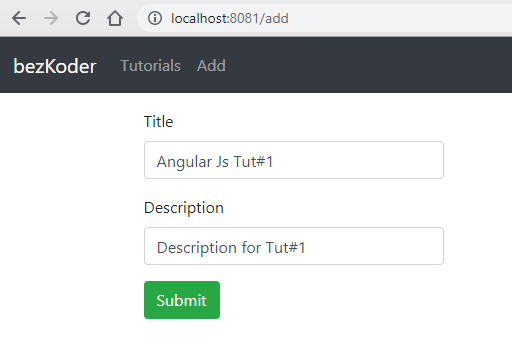 localhost:8081/add
bezKoder Tutorials Add
Title
Angular Js Tut#1
Description
Description for Tut#1
Submit